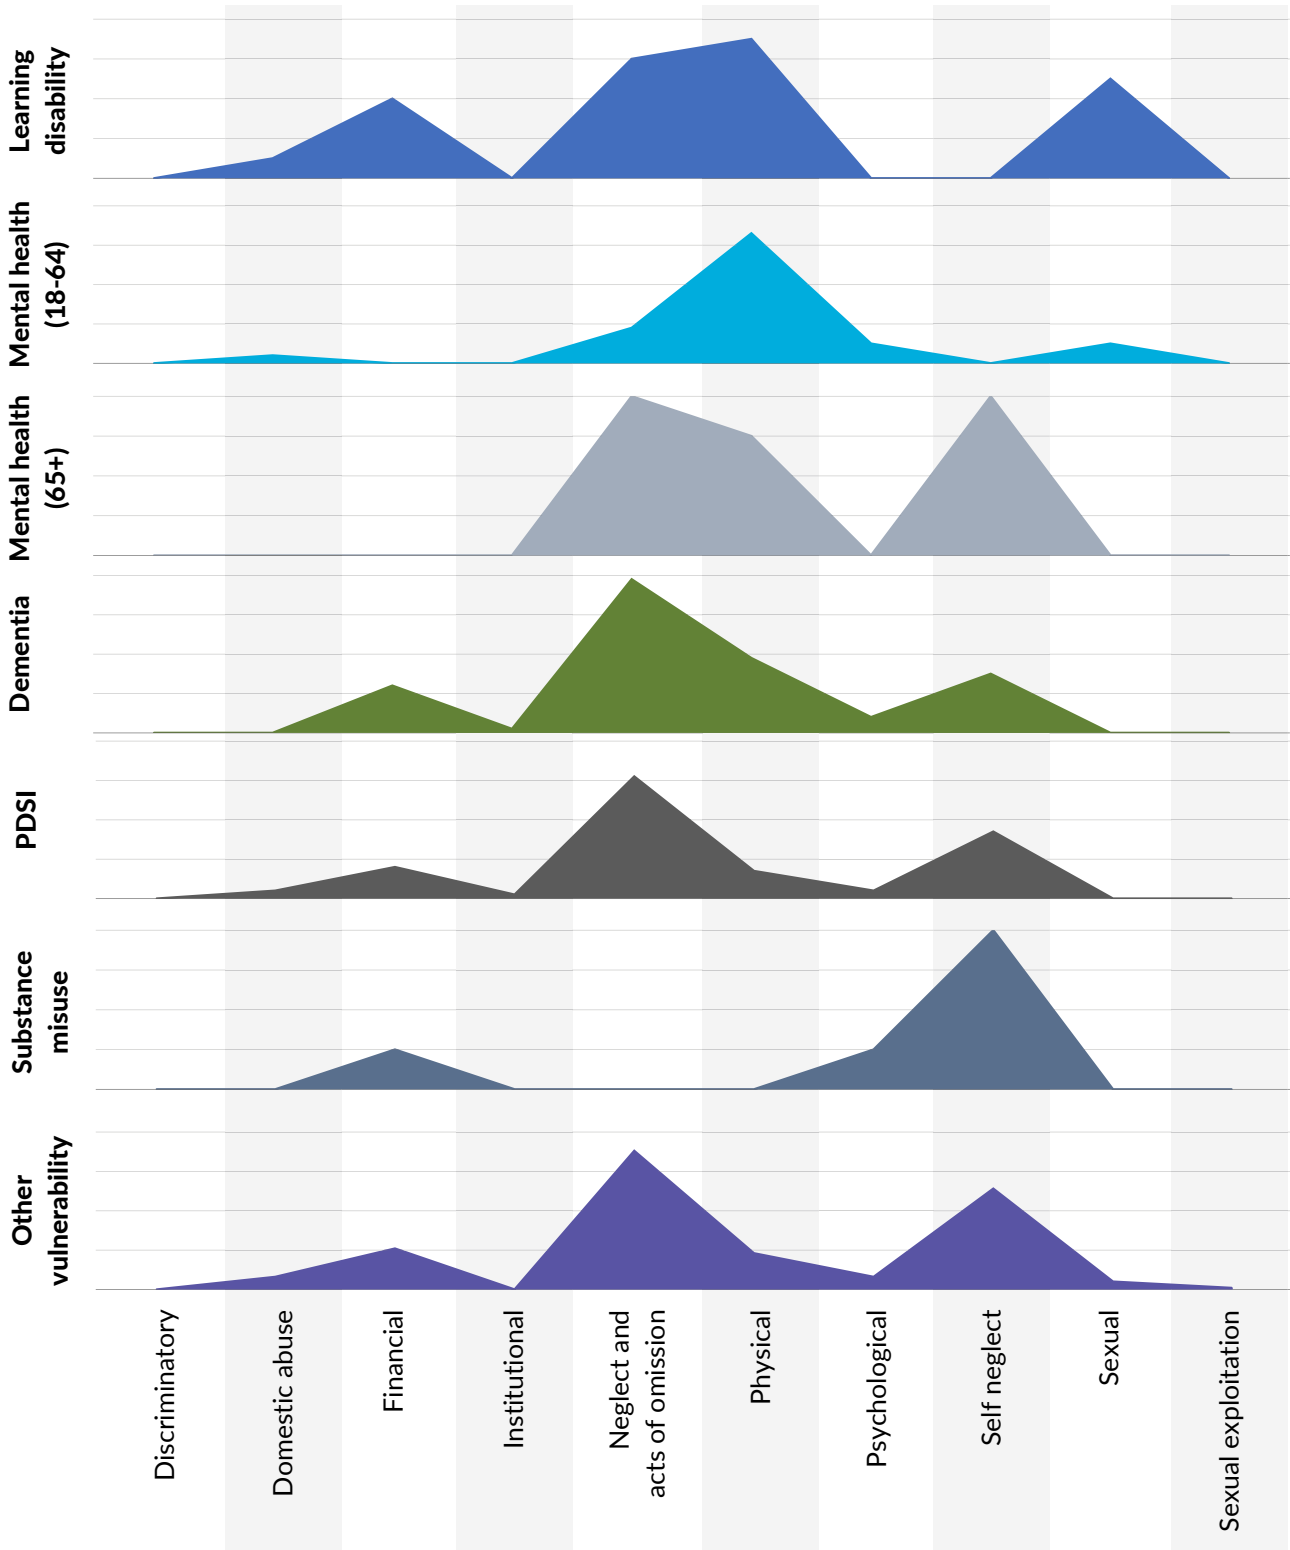 Learning
disability
Mental health
(18-64)
Mental health
(65+)
Dementia
PDSI
Substance
misuse
Other
vulnerability
Discriminatory
Domestic abuse
Financial
Institutional
Neglect and
acts of omission
Physical
Psychological
Self neglect
Sexual
Sexual exploitation